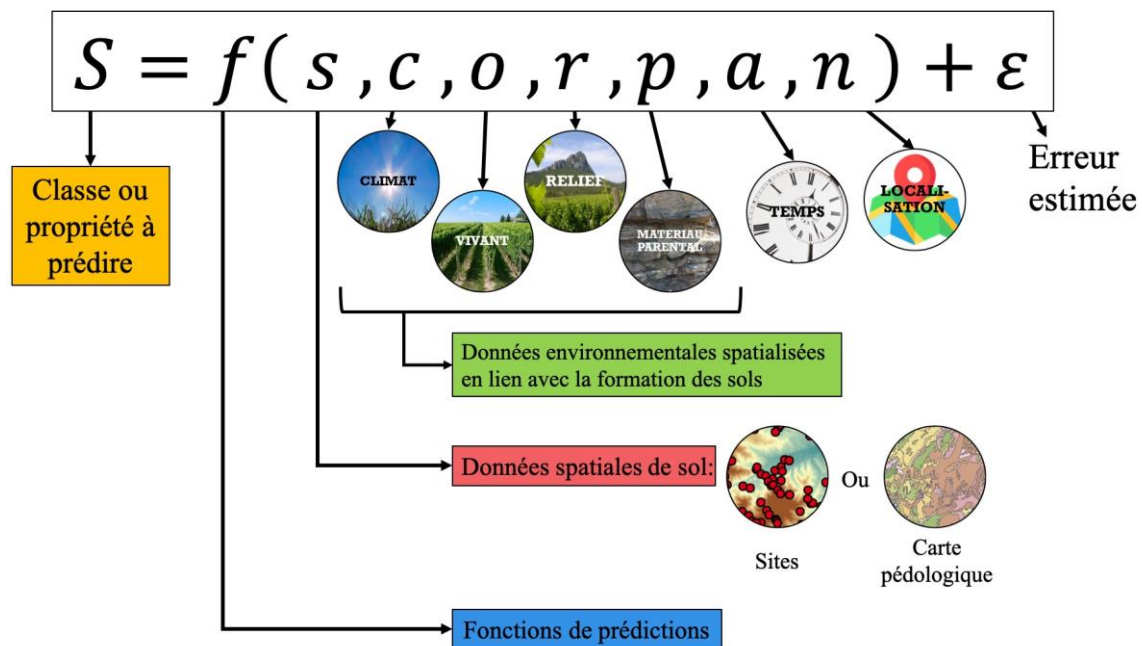 S = f( s , c , o , r , p , a , n ) + ε
Classe ou
propriété à
prédire
CLIMAT
VIVANT
RELIEF
MATERIAU
PARENTAL
TEMPS
LOCALI-
SATION
Erreur
estimée
Données environnementales spatialisées
en lien avec la formation des sols
Données spatiales de sol:
Ou
Sites
Carte
pédologique
Fonctions de prédictions